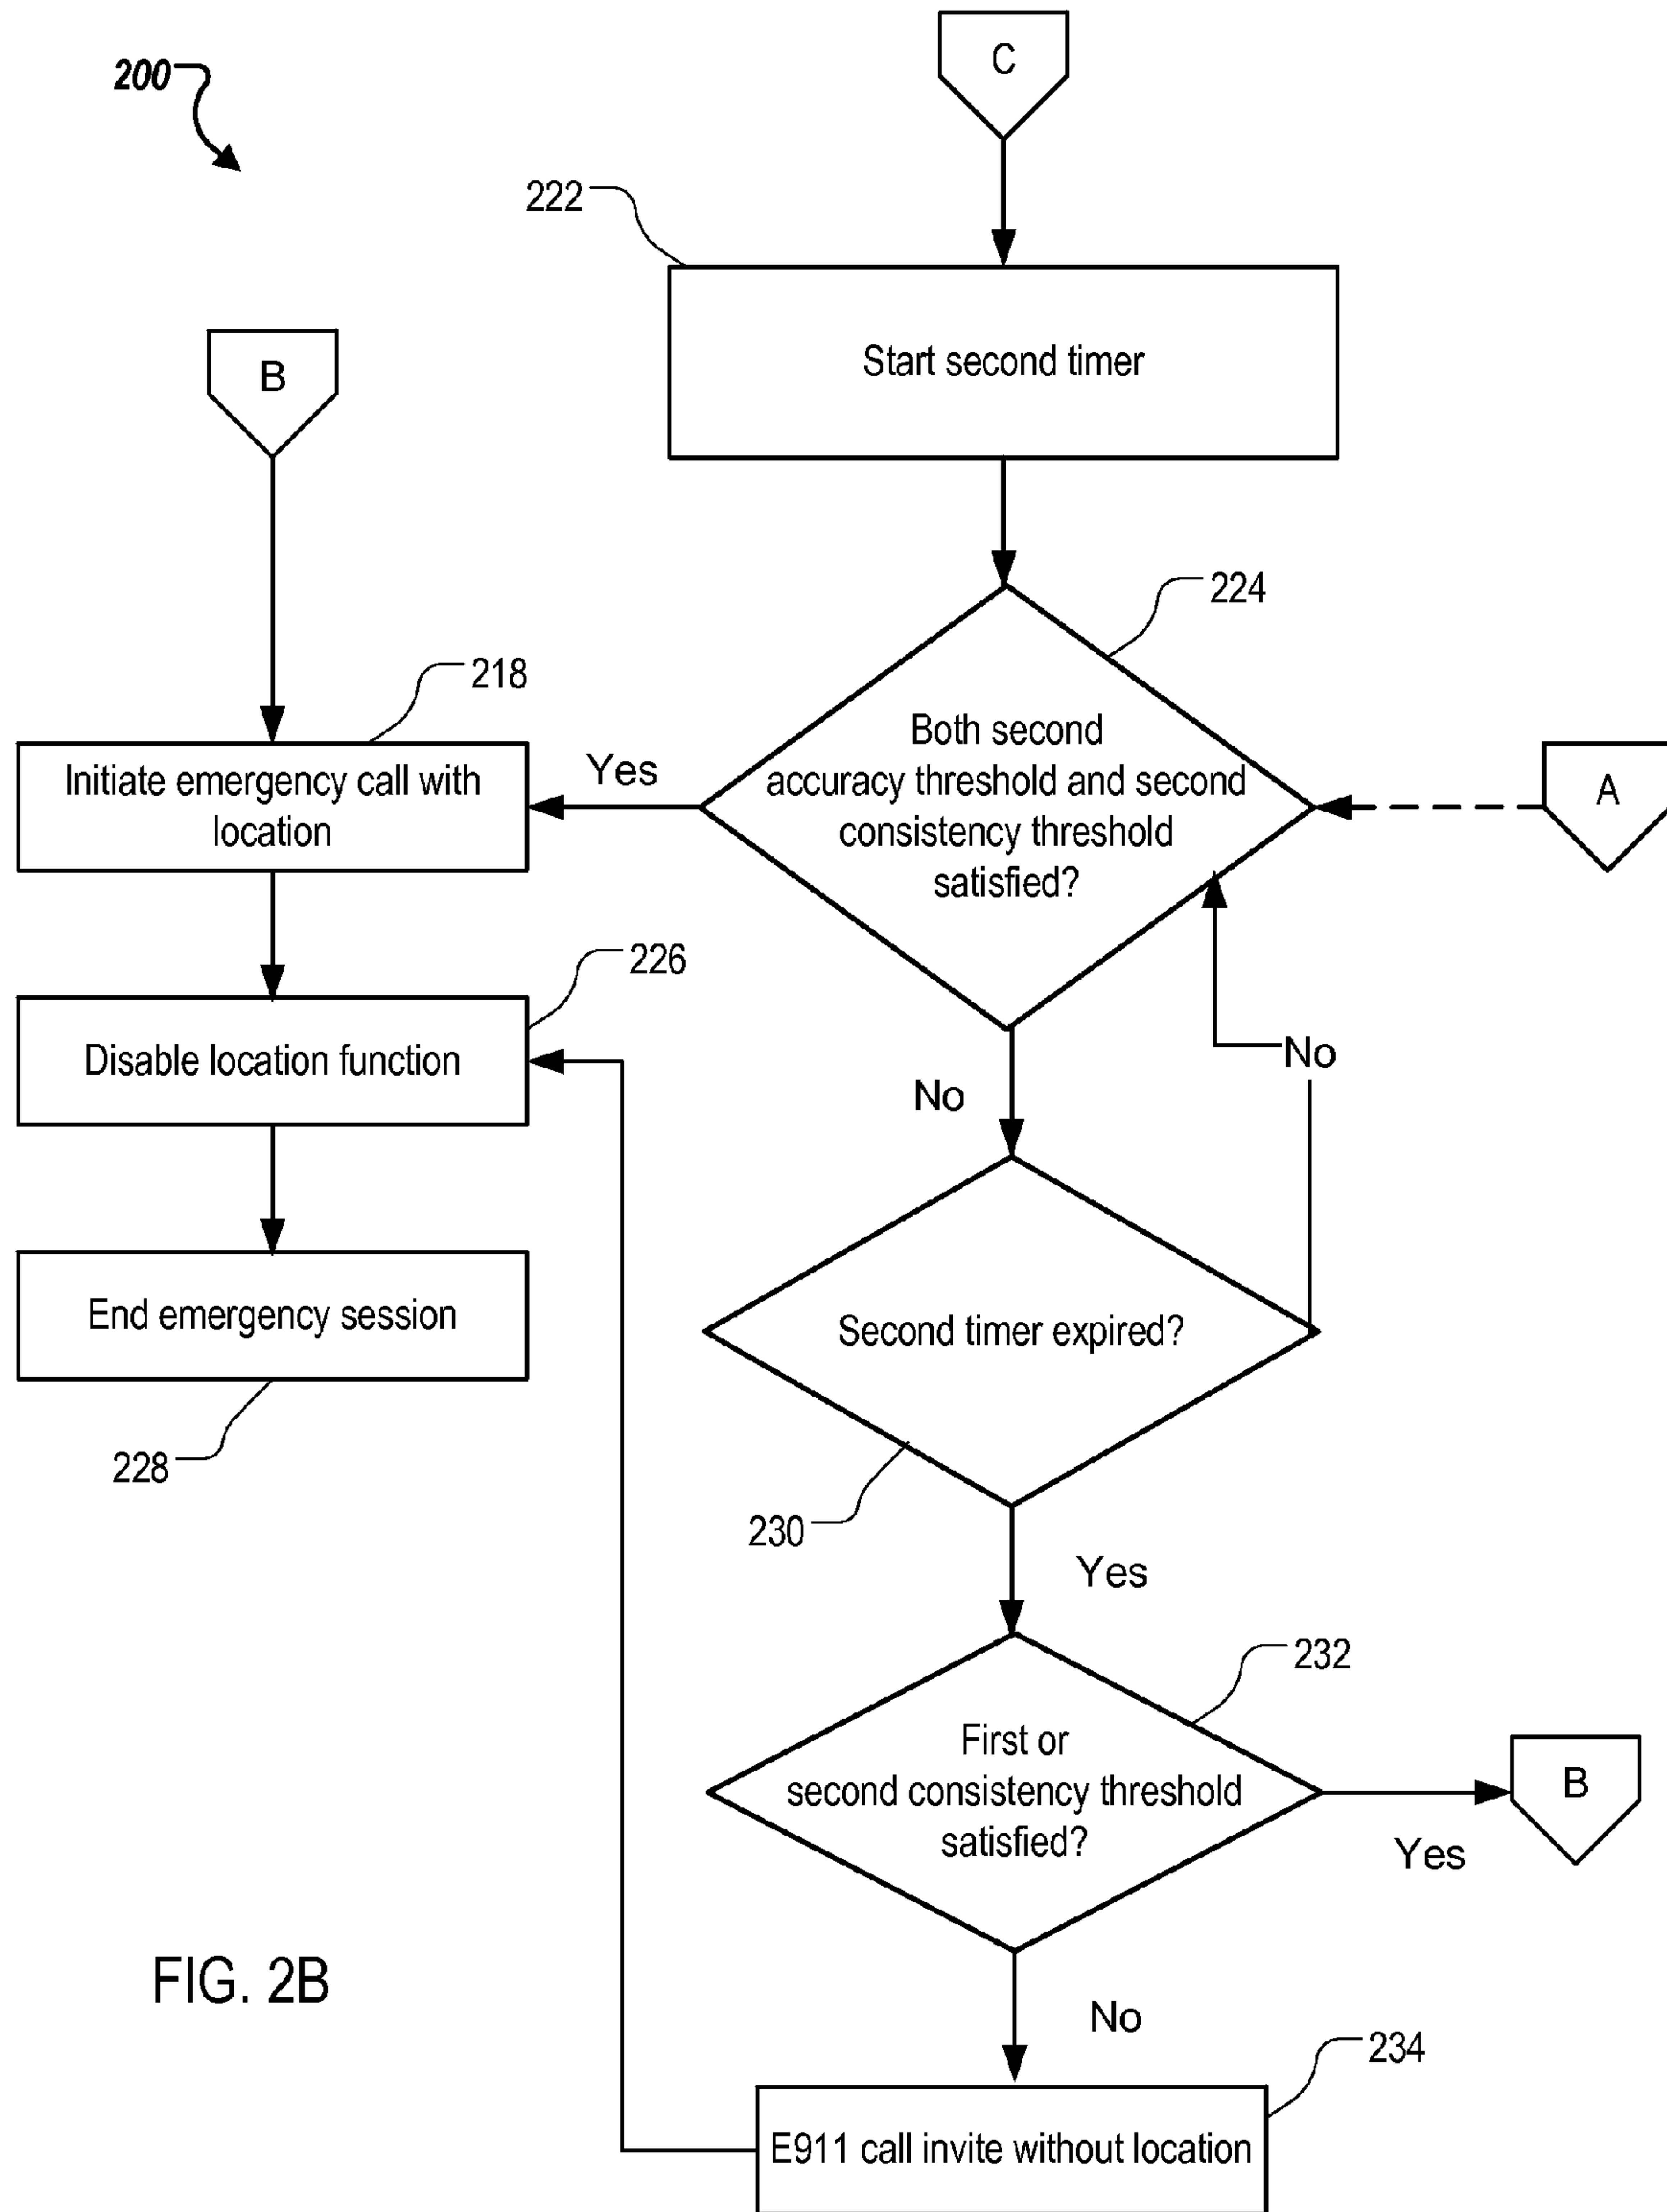 C
200
222
Start second timer
B
224
218
Both second
accuracy threshold and second
consistency threshold
satisfied?
Yes
Initiate emergency call with
location
A
226
Disable location function
No
No
End emergency session
Second timer expired?
228
230
Yes
232
First or
second consistency threshold
satisfied?
B
Yes
FIG. 2B
No
234
E911 call invite without location